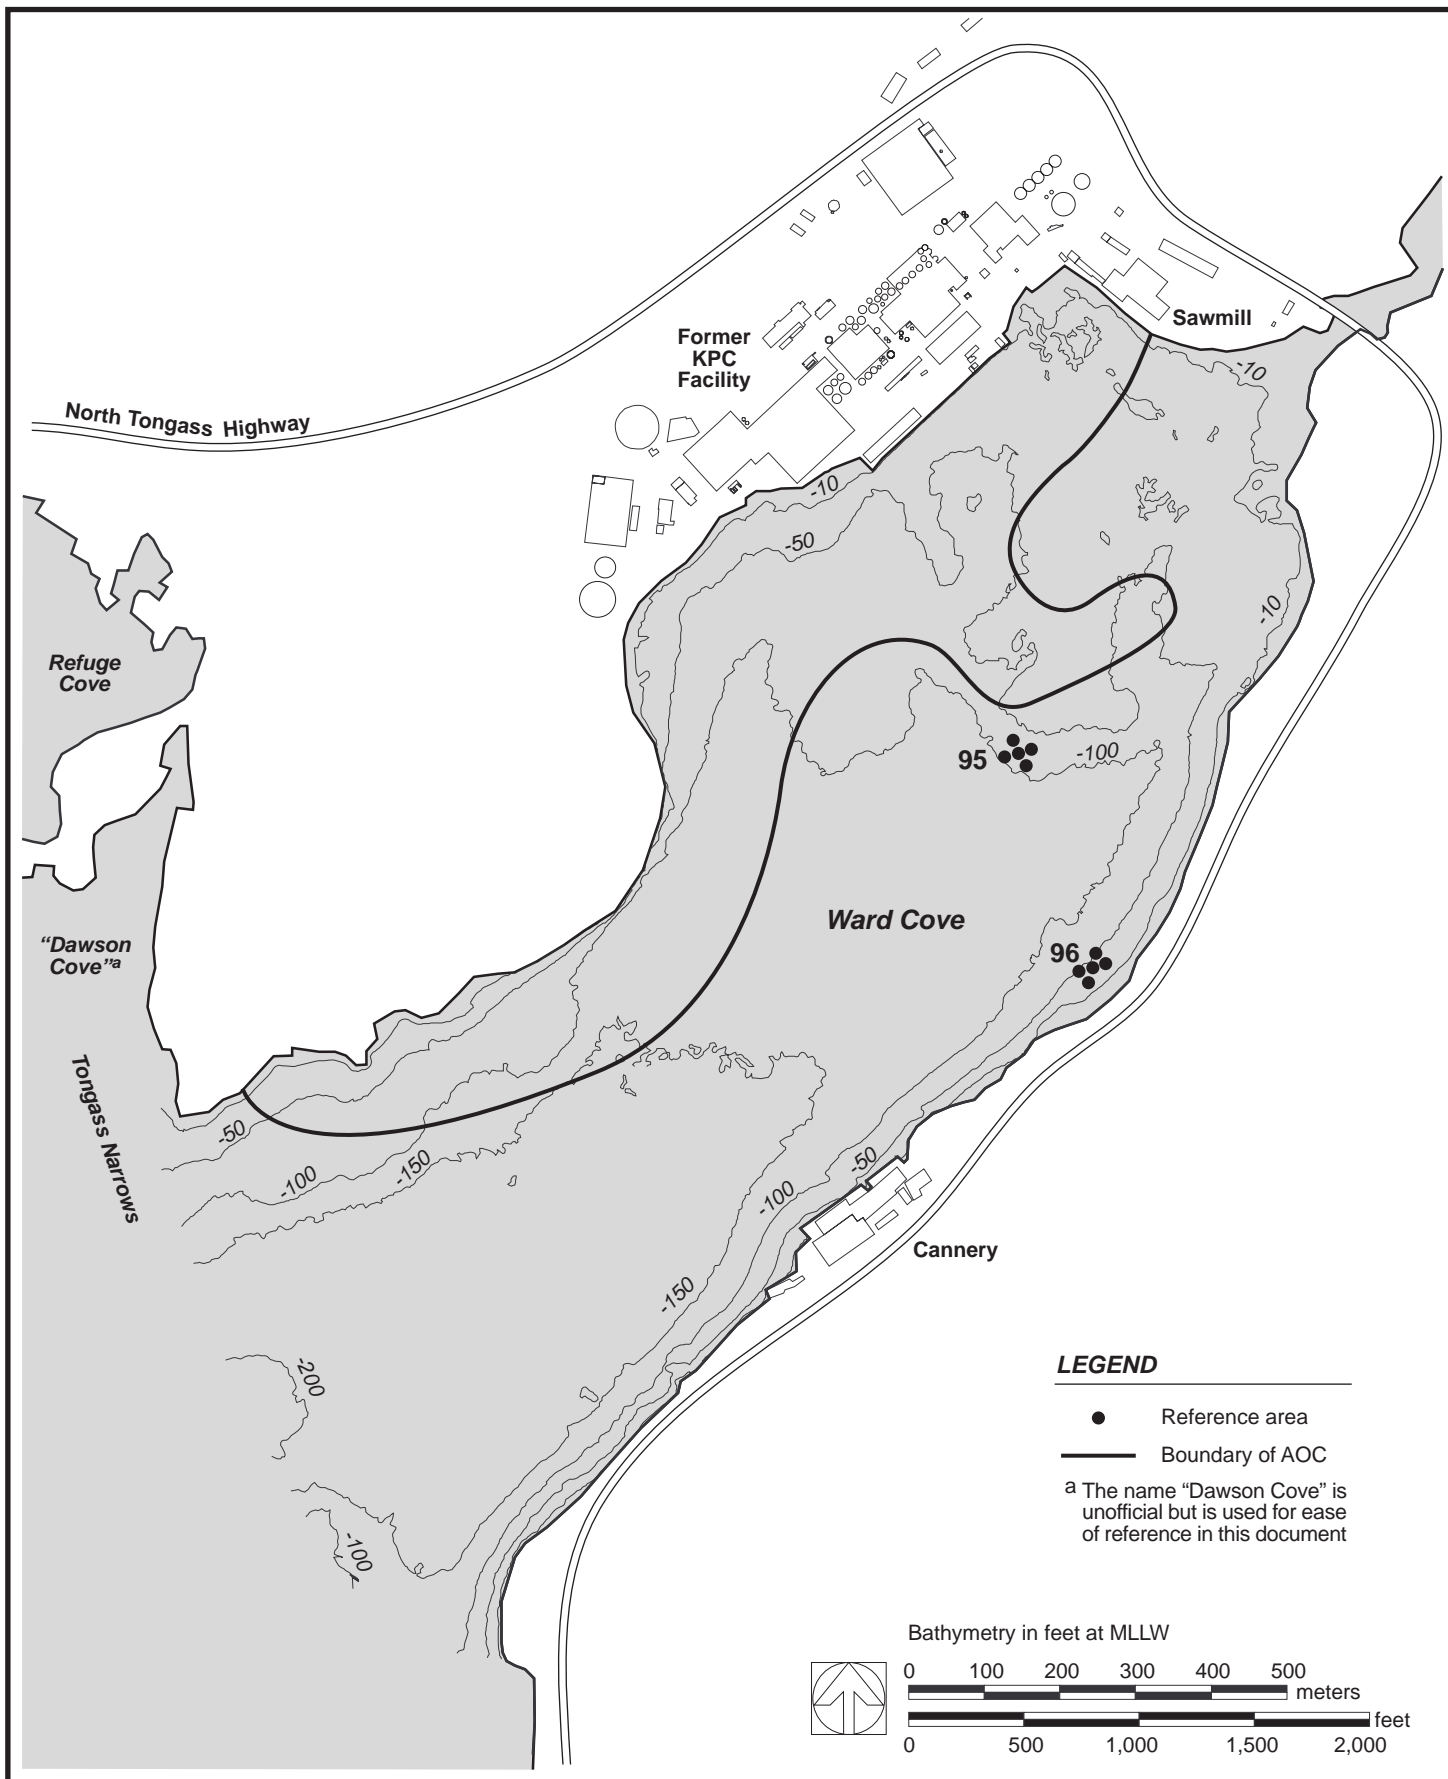 Sawmill
Former
KPC
Facility
-10
North Tongass Highway
-10
-50
-10
Refuge
Cove
95
-100
Ward Cove
“Dawson
Cove”a
96
Tongass Narrows
-50
-50
-100
-150
-100
Cannery
-150
-200
-100
LEGEND
Reference area
Boundary of AOC
a The name “Dawson Cove” is
unofficial but is used for ease
of reference in this document
Bathymetry in feet at MLLW
0 100 200 300 400 500
meters
feet
0 500 1,000 1,500 2,000